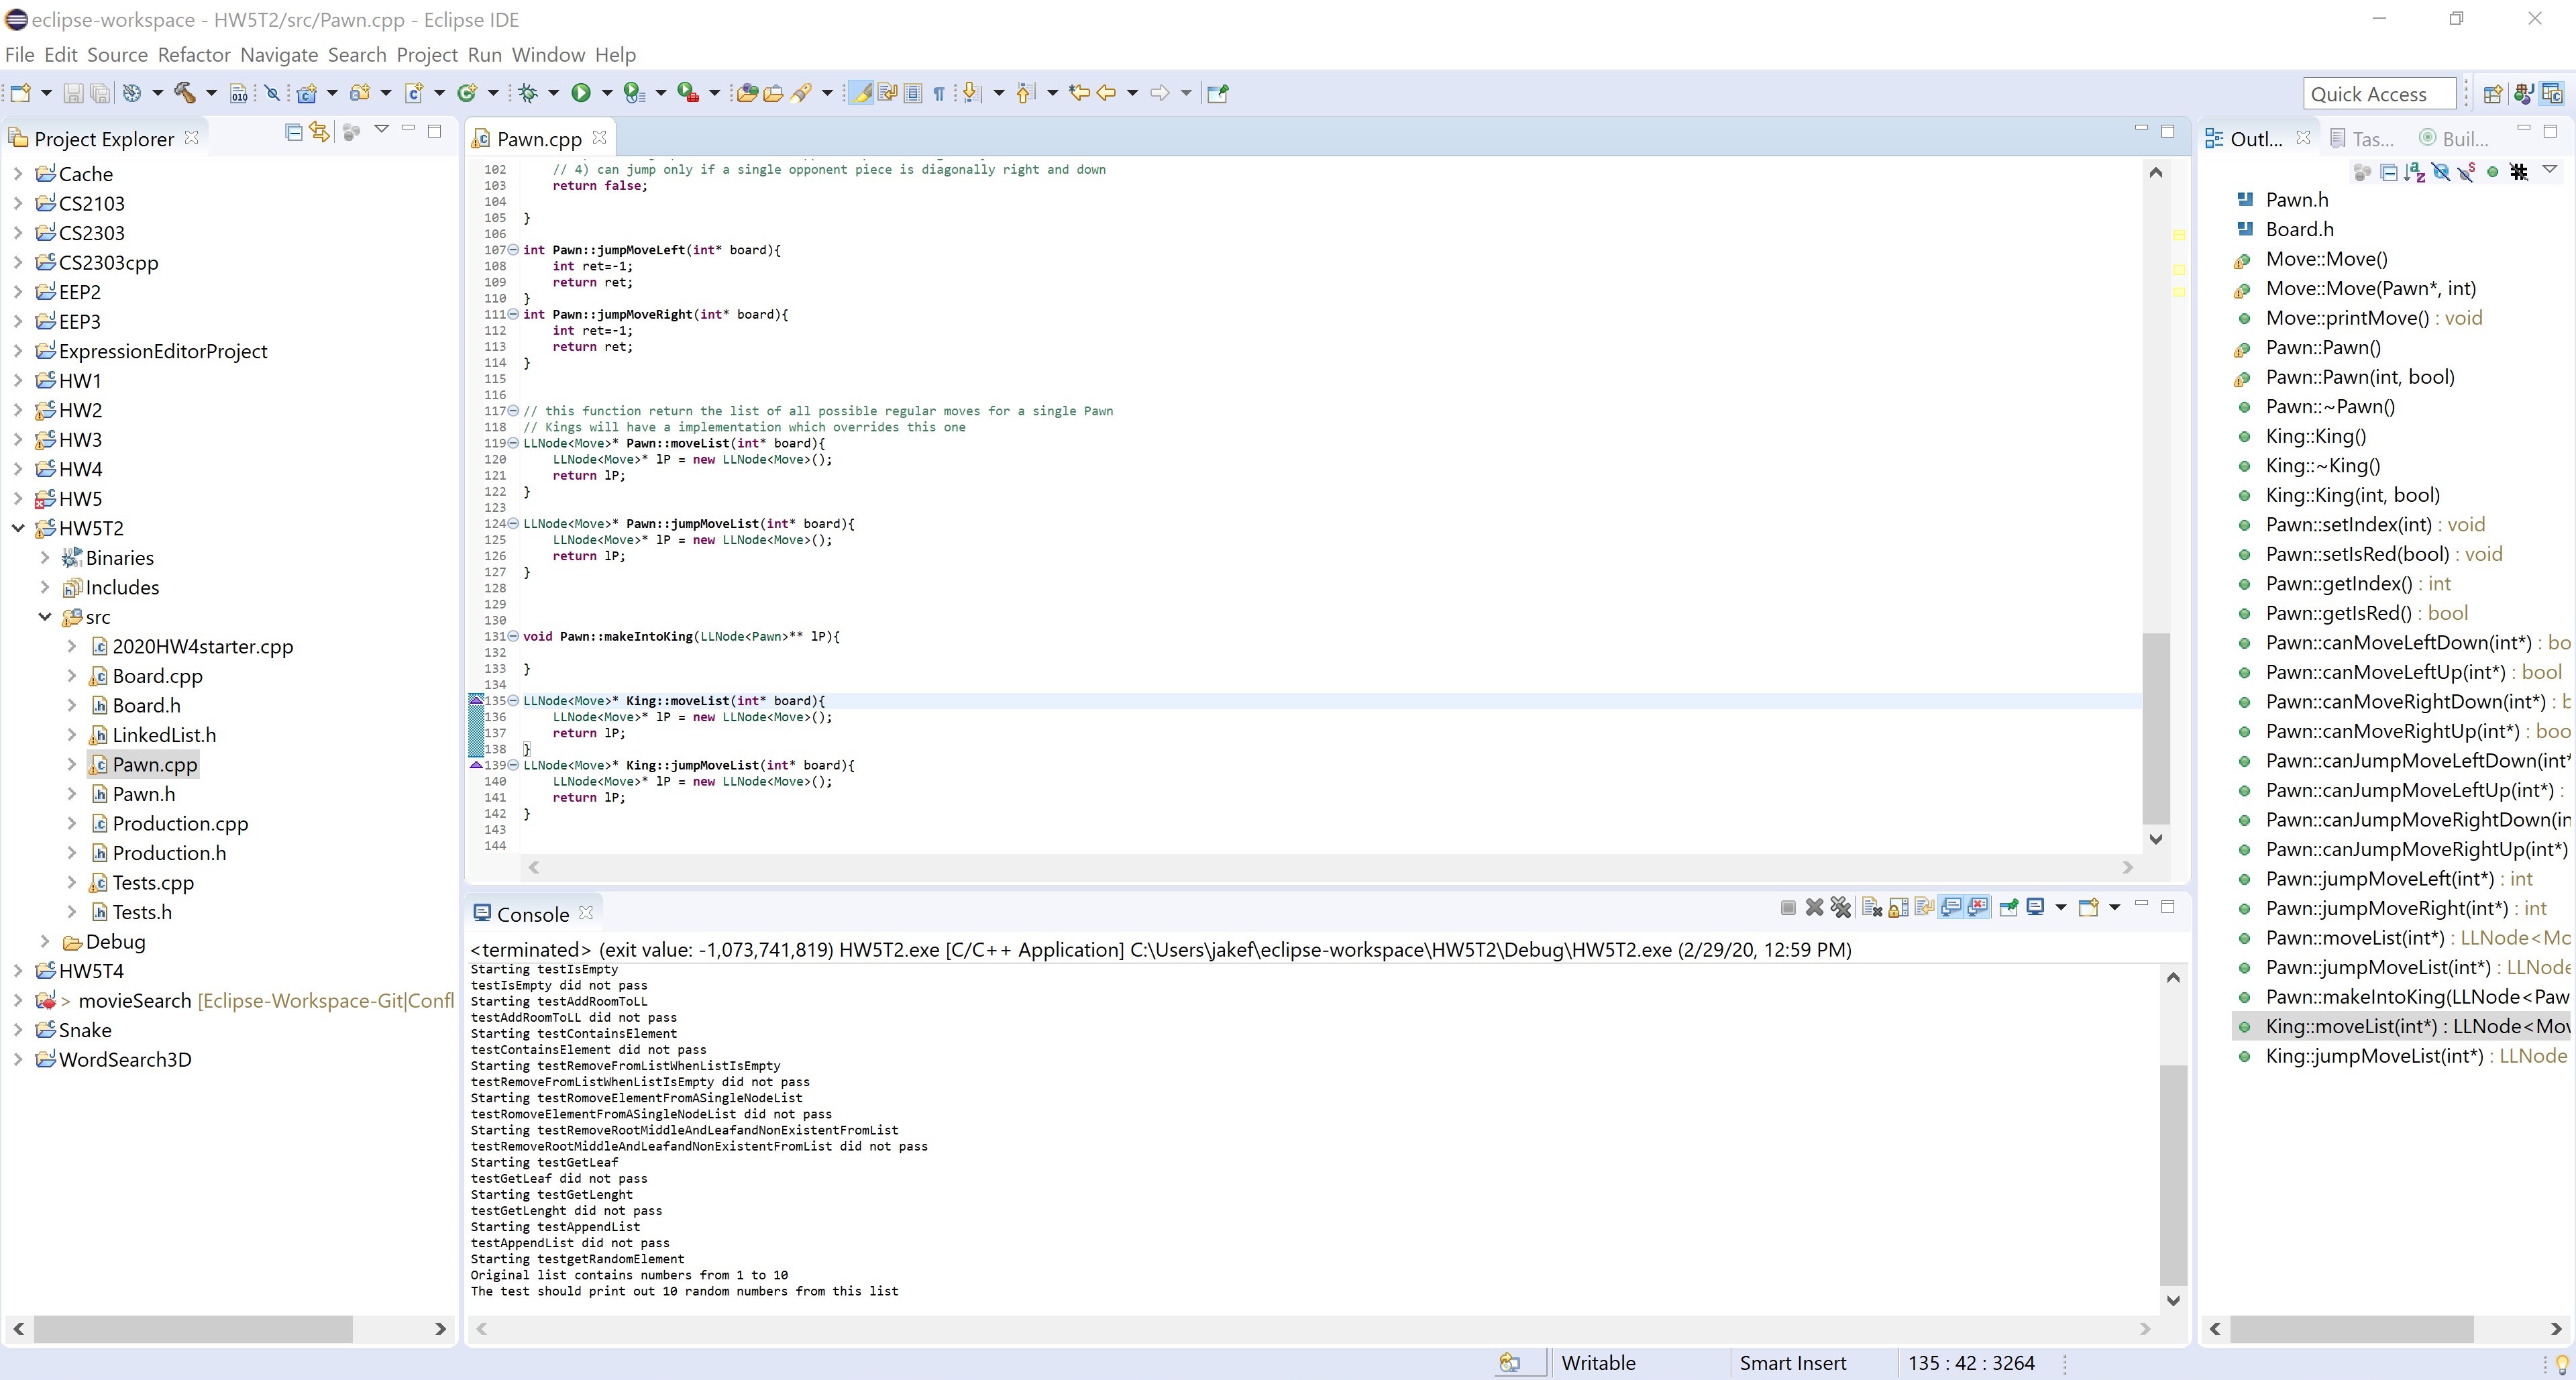 eclipse-workspace - HW5T2/src/Pawn.cpp - Eclipse IDE
File Edit Source Refactor Navigate Search Project Run Window Help
Quick Access
Project Explorer
Cache
CS2103
CS2303
CS2303cpp
EEP2
EEP3
ExpressionEditorProject
HW1
HW2
HW3
HW4
HW5
HW5T2
Binaries
Includes
src
2020HW4starter.cpp
Board.cpp
Board.h
LinkedList.h
Pawn.cpp
Pawn.h
Production.cpp
Production.h
Tests.cpp
Tests.h
Debug
HW5T4
> movieSearch [Eclipse-Workspace-Git|Confl
Snake
WordSearch3D
Pawn.cpp
102 // 4) can jump only if a single opponent piece is diagonally right and down
103 return false;
104
105 }
106
107 int Pawn::jumpMoveLeft(int* board){
108 int ret=-1;
109 return ret;
110 }
111 int Pawn::jumpMoveRight(int* board){
112 int ret=-1;
113 return ret;
114 }
115
116
117 // this function return the list of all possible regular moves for a single Pawn
118 // Kings will have a implementation which overrides this one
119 LLNode<Move>* Pawn::moveList(int* board){
120 LLNode<Move>* lP = new LLNode<Move>();
121 return lP;
122 }
123
124 LLNode<Move>* Pawn::jumpMoveList(int* board){
125 LLNode<Move>* lP = new LLNode<Move>();
126 return lP;
127 }
128
129
130
131 void Pawn::makeIntoKing(LLNode<Pawn>** lP){
132
133 }
134
135 LLNode<Move>* King::moveList(int* board){
136 LLNode<Move>* lP = new LLNode<Move>();
137 return lP;
138 }
139 LLNode<Move>* King::jumpMoveList(int* board){
140 LLNode<Move>* lP = new LLNode<Move>();
141 return lP;
142 }
143
144
Console
<terminated> (exit value: -1,073,741,819) HW5T2.exe [C/C++ Application] C:\Users\jakef\eclipse-workspace\HW5T2\Debug\HW5T2.exe (2/29/20, 12:59 PM)
Starting testIsEmpty
testIsEmpty did not pass
Starting testAddRoomToLL
testAddRoomToLL did not pass
Starting testContainsElement
testContainsElement did not pass
Starting testRemoveFromListWhenListIsEmpty
testRemoveFromListWhenListIsEmpty did not pass
Starting testRomoveElementFromASingleNodeList
testRomoveElementFromASingleNodeList did not pass
Starting testRemoveRootMiddleAndLeafandNonExistentFromList
testRemoveRootMiddleAndLeafandNonExistentFromList did not pass
Starting testGetLeaf
testGetLeaf did not pass
Starting testGetLenght
testGetLenght did not pass
Starting testAppendList
testAppendList did not pass
Starting testgetRandomElement
Original list contains numbers from 1 to 10
The test should print out 10 random numbers from this list
Outl... Tas... Buil...
Pawn.h
Board.h
Move::Move()
Move::Move(Pawn*, int)
Move::printMove() : void
Pawn::Pawn()
Pawn::Pawn(int, bool)
Pawn::~Pawn()
King::King()
King::~King()
King::King(int, bool)
Pawn::setIndex(int) : void
Pawn::setIsRed(bool) : void
Pawn::getIndex() : int
Pawn::getIsRed() : bool
Pawn::canMoveLeftDown(int*) : bo
Pawn::canMoveLeftUp(int*) : bool
Pawn::canMoveRightDown(int*) : b
Pawn::canMoveRightUp(int*) : boo
Pawn::canJumpMoveLeftDown(int*
Pawn::canJumpMoveLeftUp(int*) :
Pawn::canJumpMoveRightDown(in
Pawn::canJumpMoveRightUp(int*)
Pawn::jumpMoveLeft(int*) : int
Pawn::jumpMoveRight(int*) : int
Pawn::moveList(int*) : LLNode<Mo
Pawn::jumpMoveList(int*) : LLNode
Pawn::makeIntoKing(LLNode<Paw
King::moveList(int*) : LLNode<Mov
King::jumpMoveList(int*) : LLNode
Writable
Smart Insert
135 : 42 : 3264